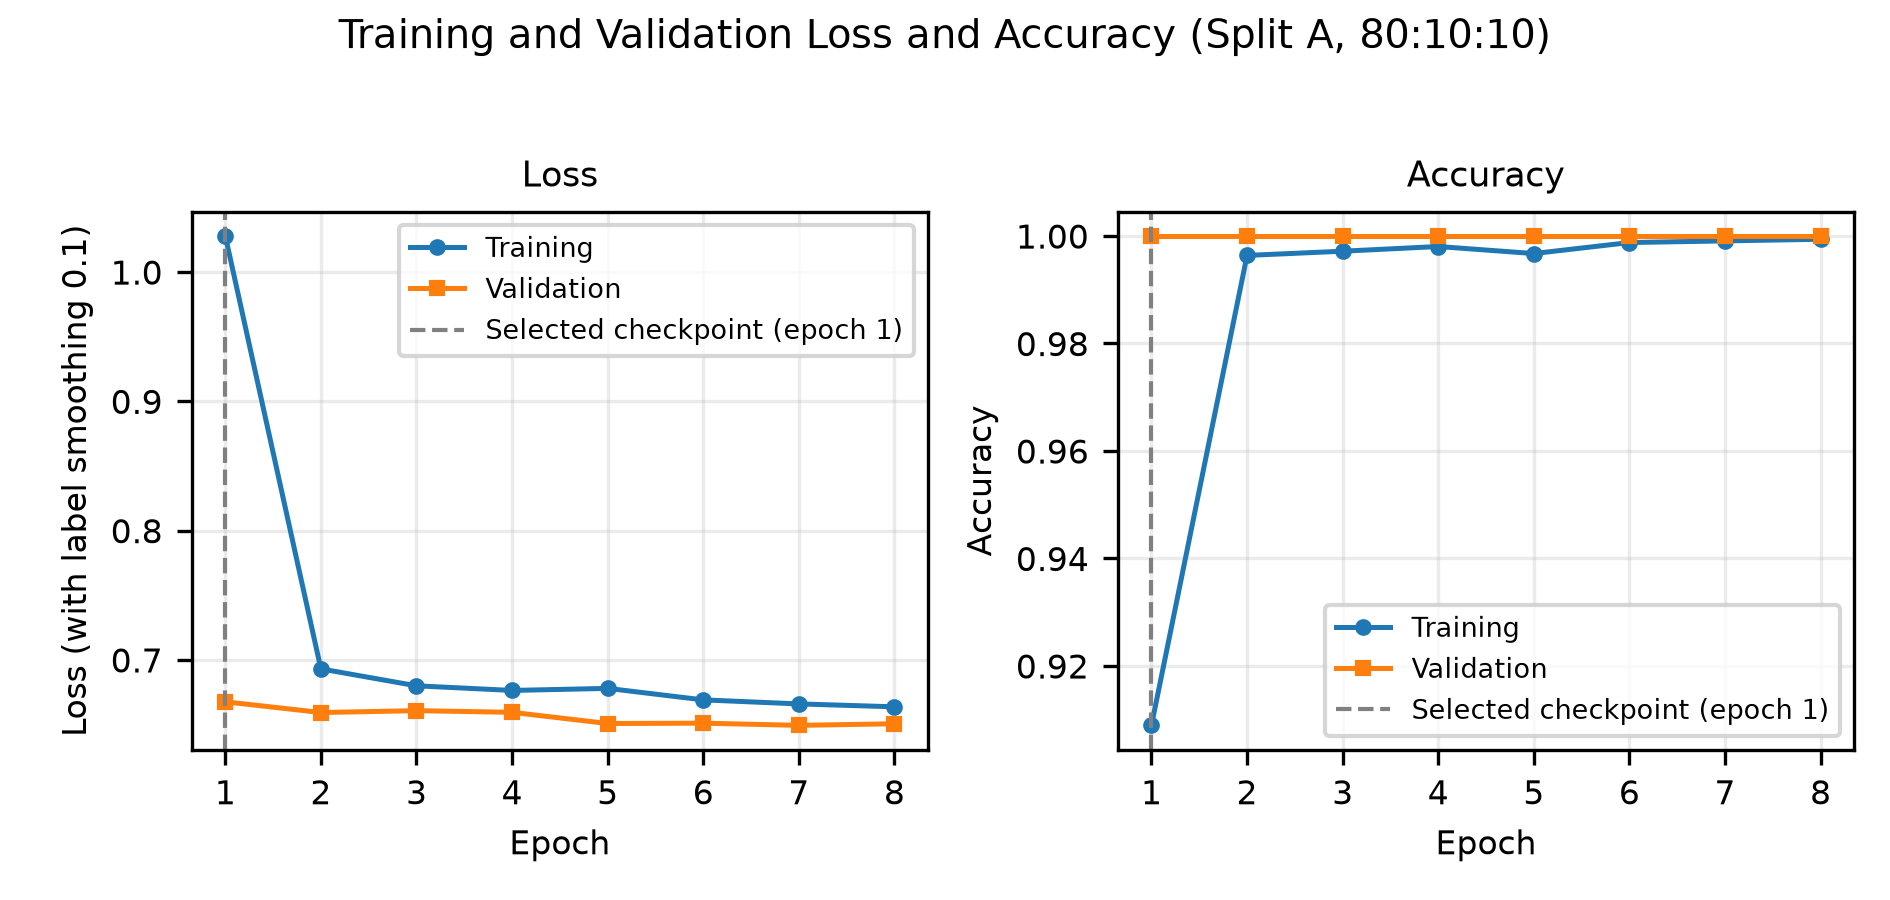 Training and Validation Loss and Accuracy (Split A, 80:10:10)
Loss
Loss (with label smoothing 0.1)
1.0
0.9
0.8
0.7
Training
Validation
Selected checkpoint (epoch 1)
1 2 3 4 5 6 7 8
Epoch
Accuracy
Accuracy
1.00
0.98
0.96
0.94
0.92
Training
Validation
Selected checkpoint (epoch 1)
1 2 3 4 5 6 7 8
Epoch